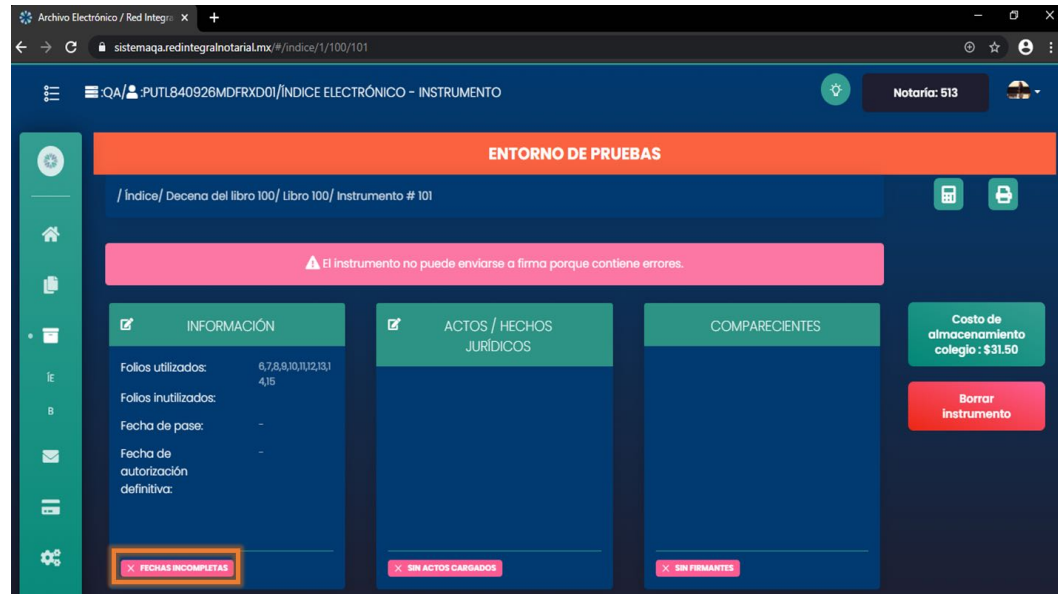 Archivo Electrónico / Red Integra
sistemaqa.redintegralnotarial.mx/#/indice/1/100/101
:QA/ :PUTL840926MDFRXD01/ÍNDICE ELECTRÓNICO - INSTRUMENTO
Notaría: 513
ENTORNO DE PRUEBAS
/ Índice/ Decena del libro 100/ Libro 100/ Instrumento # 101
El instrumento no puede enviarse a firma porque contiene errores.
INFORMACIÓN
Folios utilizados: 6,7,8,9,10,11,12,13,1
4,15
Folios inutilizados:
Fecha de pase: -
Fecha de -
autorización
definitiva:
FECHAS INCOMPLETAS
ACTOS / HECHOS
JURÍDICOS
SIN ACTOS CARGADOS
COMPARECIENTES
SIN FIRMANTES
Costo de
almacenamiento
colegio : $31.50
Borrar
instrumento
ÍE
B